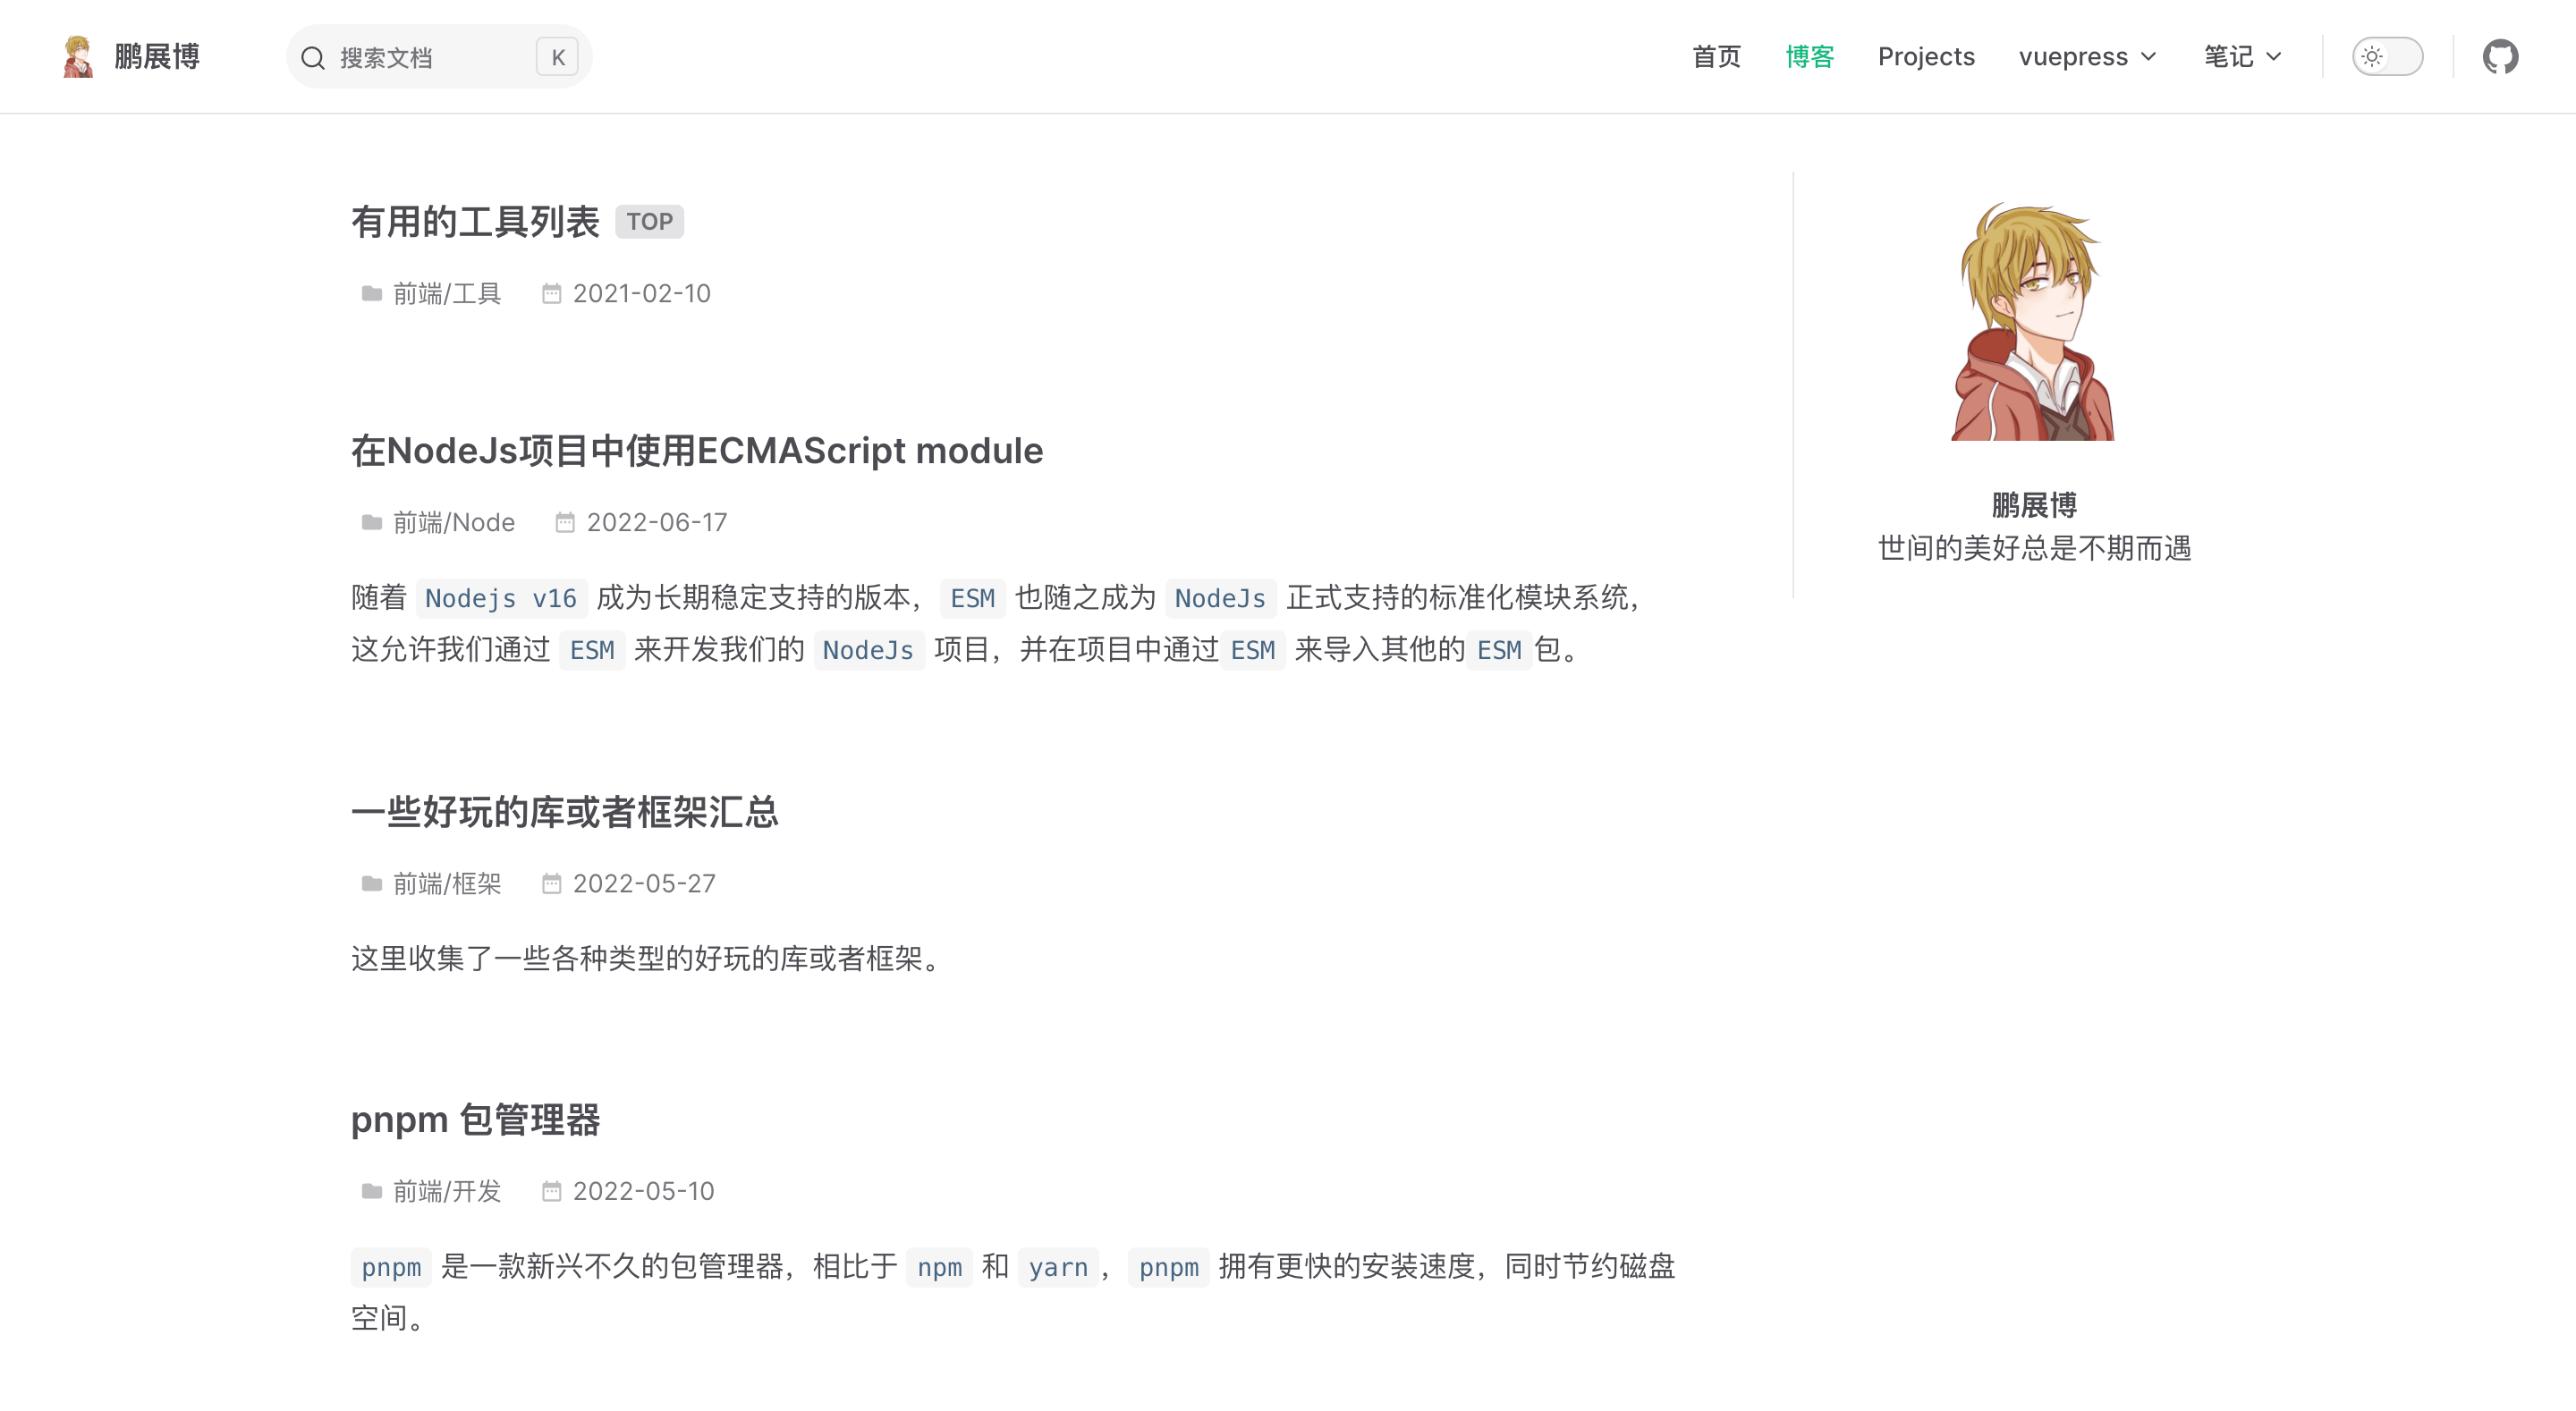 鹏展博
搜索文档 K
首页 博客 Projects vuepress 笔记
有用的工具列表 TOP
前端/工具 2021-02-10
在NodeJs项目中使用ECMAScript module
前端/Node 2022-06-17
随着 Nodejs v16 成为长期稳定支持的版本， ESM 也随之成为 NodeJs 正式支持的标准化模块系统，
这允许我们通过 ESM 来开发我们的 NodeJs 项目，并在项目中通过 ESM 来导入其他的 ESM 包。
一些好玩的库或者框架汇总
前端/框架 2022-05-27
这里收集了一些各种类型的好玩的库或者框架。
pnpm 包管理器
前端/开发 2022-05-10
pnpm 是一款新兴不久的包管理器，相比于 npm 和 yarn ， pnpm 拥有更快的安装速度，同时节约磁盘
空间。
鹏展博
世间的美好总是不期而遇